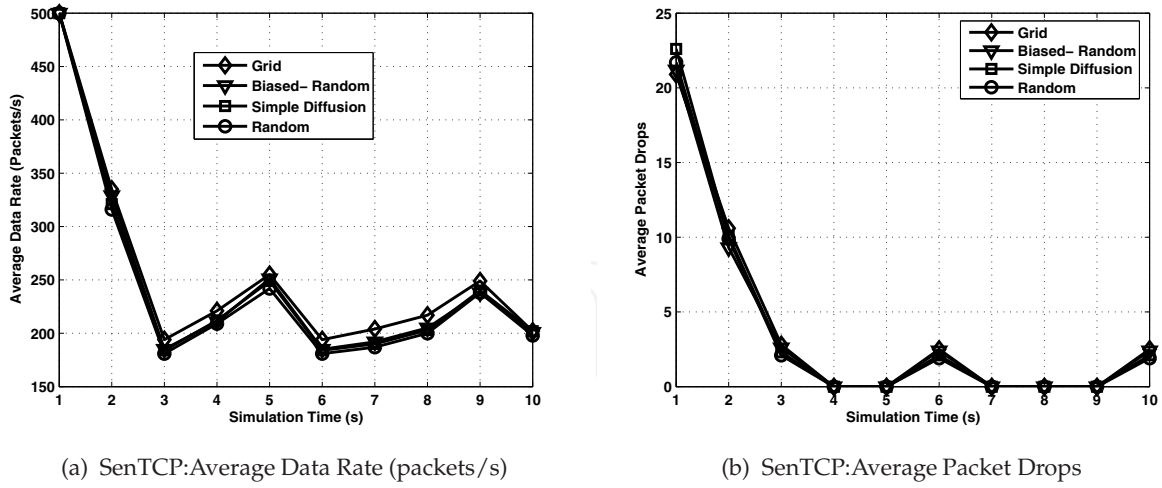 500
450
400
350
300
250
200
150
Average Data Rate (Packets/s)
Grid
Biased− Random
Simple Diffusion
Random
1 2 3 4 5 6 7 8 9 10
Simulation Time (s)
(a) SenTCP:Average Data Rate (packets/s)
25
20
15
10
5
0
Average Packet Drops
Grid
Biased− Random
Simple Diffusion
Random
1 2 3 4 5 6 7 8 9 10
Simulation Time (s)
(b) SenTCP:Average Packet Drops